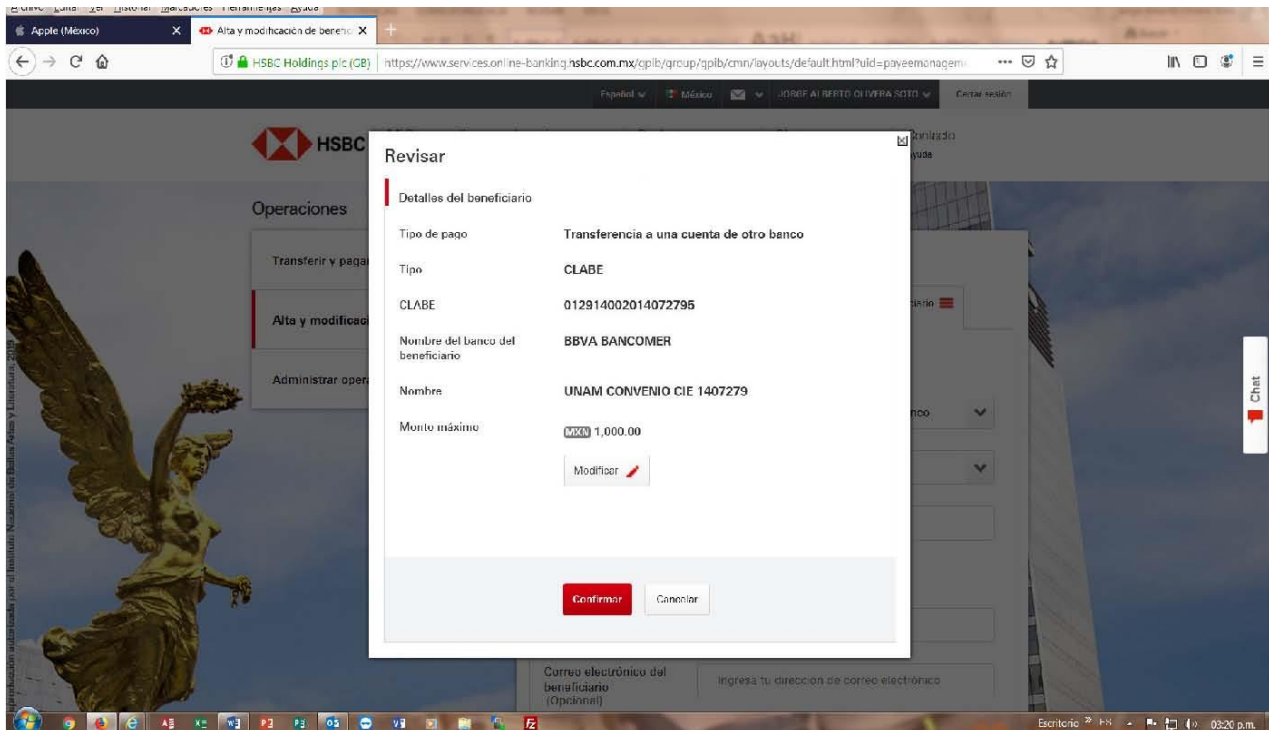 Apple (México)
Alta y modificación de benefic
HSBC Holdings plc (GB)
https://www.services.online-banking.hsbc.com.mx/gpib/group/gpib/cmn/layouts/default.html?uid=payeemanagem
Español
México
JORGE ALBERTO OLIVERA SOTO
Cerrar sesión
HSBC
Operaciones
Transferir y pagar
Alta y modificaci
Administrar opera
Revisar
Detalles del beneficiario
Tipo de pago
Transferencia a una cuenta de otro banco
Tipo
CLABE
CLABE
012914002014072795
Nombre del banco del
beneficiario
BBVA BANCOMER
Nombre
UNAM CONVENIO CIE 1407279
Monto máximo
MXN 1,000.00
Modificar
Confirmar
Cancelar
Chat
Correo electrónico del
beneficiario
(Opcional)
Ingresa tu dirección de correo electrónico
Escritorio
03:20 p.m.